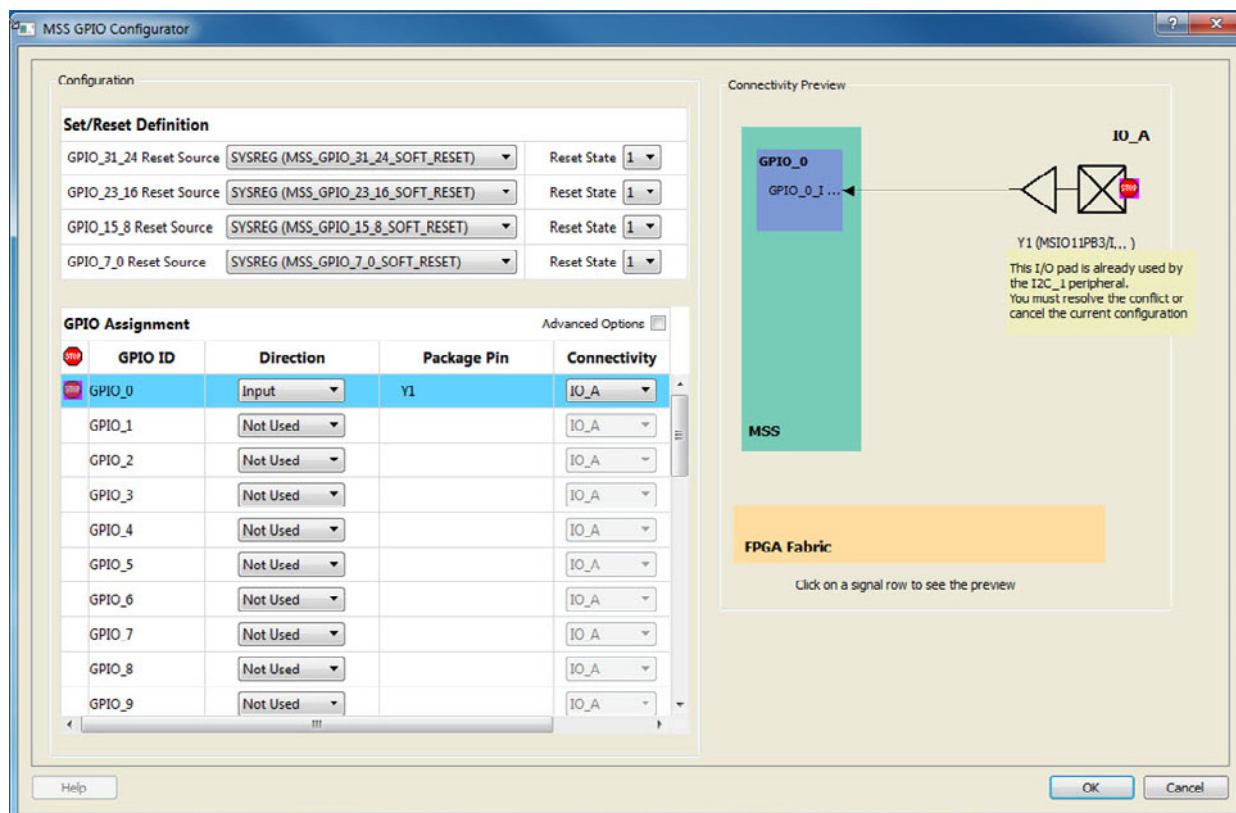 MSS GPIO Configurator
Configuration
Set/Reset Definition
GPIO_31_24 Reset Source SYSREG (MSS_GPIO_31_24_SOFT_RESET) Reset State 1
GPIO_23_16 Reset Source SYSREG (MSS_GPIO_23_16_SOFT_RESET) Reset State 1
GPIO_15_8 Reset Source SYSREG (MSS_GPIO_15_8_SOFT_RESET) Reset State 1
GPIO_7_0 Reset Source SYSREG (MSS_GPIO_7_0_SOFT_RESET) Reset State 1
GPIO Assignment Advanced Options
STOP GPIO ID Direction Package Pin Connectivity
STOP GPIO_0 Input Y1 IO_A
GPIO_1 Not Used IO_A
GPIO_2 Not Used IO_A
GPIO_3 Not Used IO_A
GPIO_4 Not Used IO_A
GPIO_5 Not Used IO_A
GPIO_6 Not Used IO_A
GPIO_7 Not Used IO_A
GPIO_8 Not Used IO_A
GPIO_9 Not Used IO_A
Connectivity Preview
IO_A
GPIO_0
GPIO_0_I ...
STOP
Y1 (MSIO11PB3/I,.. )
This I/O pad is already used by
the I2C_1 peripheral.
You must resolve the conflict or
cancel the current configuration
MSS
FPGA Fabric
Click on a signal row to see the preview
Help OK Cancel